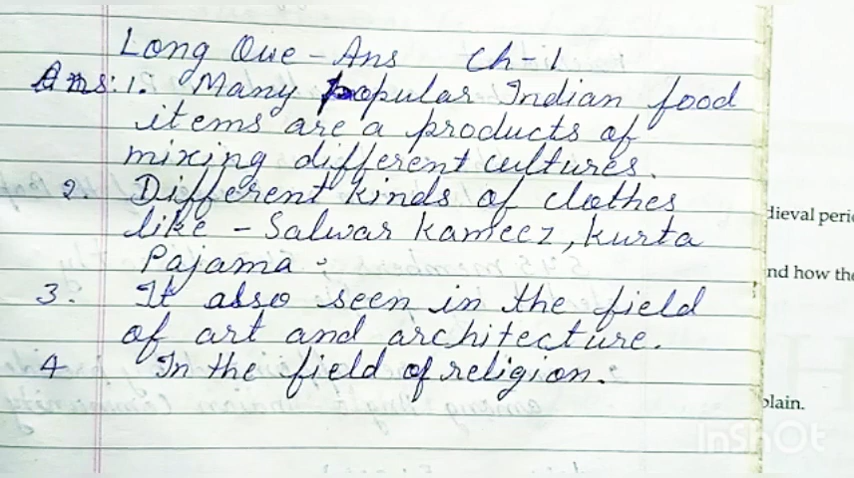 Long Que - Ans Ch-1
Ans: 1. Many popular Indian food
items are a products of
mixing different cultures.
2. Different kinds of clothes
like - Salwar Kameez, kurta
Pajama.
3. It also seen in the field
of art and architecture.
4 In the field of religion.
dieval perio
nd how the
plain.
InShOt